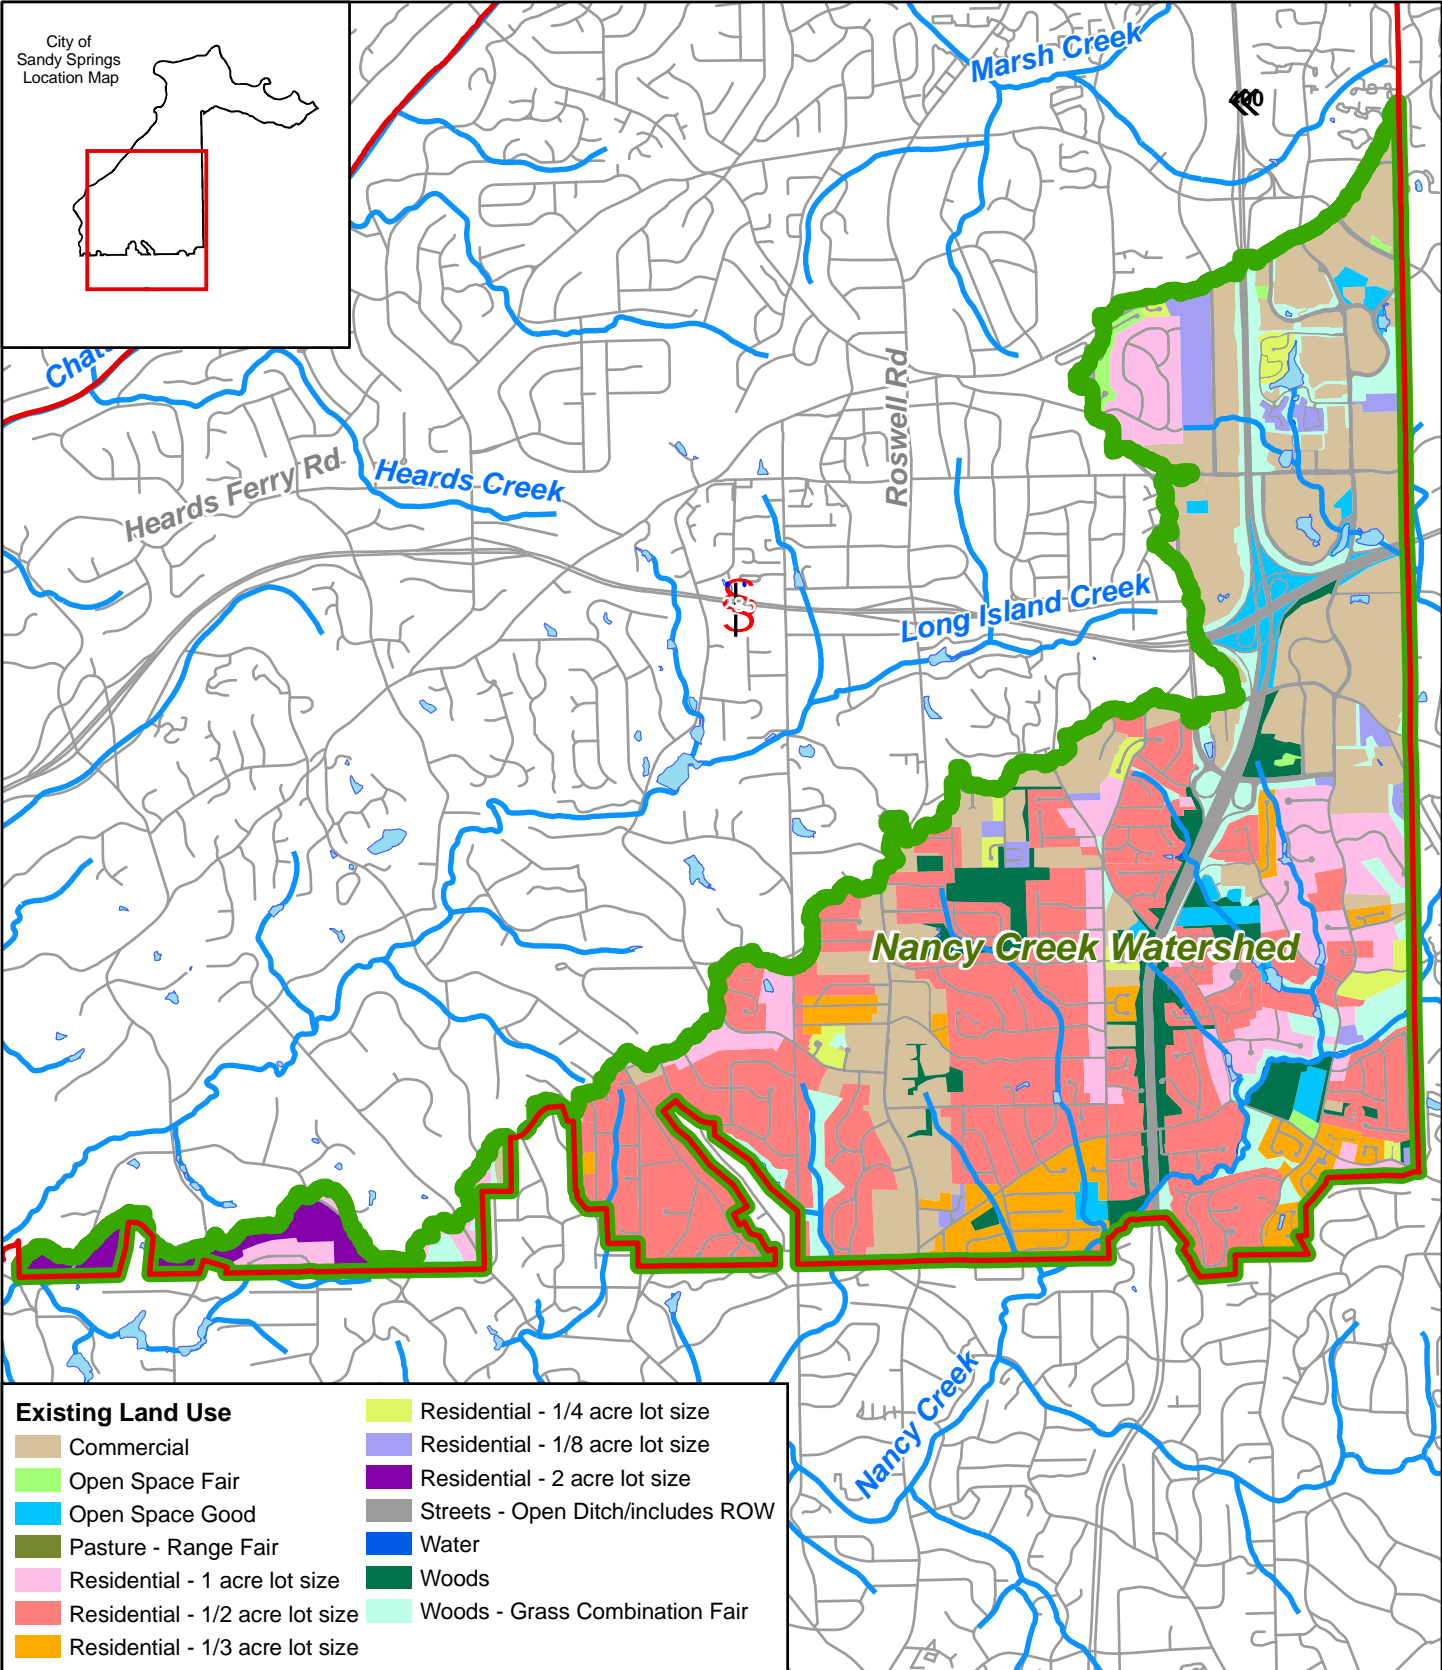 City of
Sandy Springs
Location Map
Marsh Creek
400
Roswell Rd
Heards Ferry Rd
Heards Creek
Long Island Creek
Nancy Creek Watershed
Nancy Creek
Existing Land Use
Commercial
Open Space Fair
Open Space Good
Pasture - Range Fair
Residential - 1 acre lot size
Residential - 1/2 acre lot size
Residential - 1/3 acre lot size
Residential - 1/4 acre lot size
Residential - 1/8 acre lot size
Residential - 2 acre lot size
Streets - Open Ditch/includes ROW
Water
Woods
Woods - Grass Combination Fair